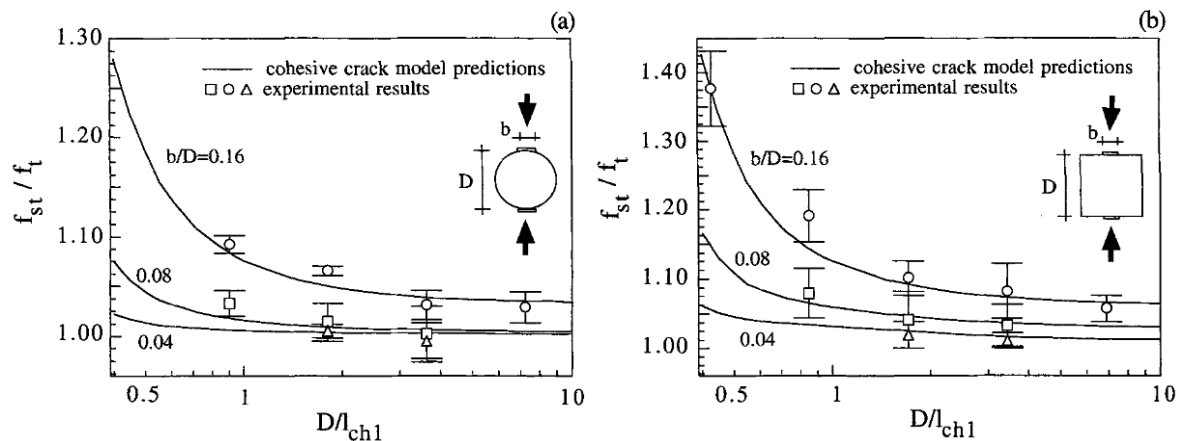 (a)
1.30
1.20
1.10
1.00
f_st / f_t
cohesive crack model predictions
□ ○ △ experimental results
b
D
b/D=0.16
0.08
0.04
0.5 1 2 10
D/l_ch1
(b)
1.40
1.30
1.20
1.10
1.00
f_st / f_t
cohesive crack model predictions
□ ○ △ experimental results
b
D
b/D=0.16
0.08
0.04
0.5 1 2 10
D/l_ch1